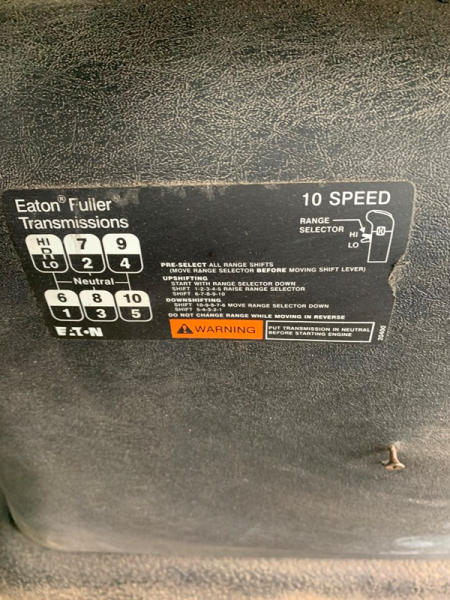 Eaton® Fuller
Transmissions
10 SPEED
RANGE
SELECTOR
HI
LO
HI 7 9
R
LO 2 4
Neutral
6 8 10
1 3 5
PRE-SELECT ALL RANGE SHIFTS
(MOVE RANGE SELECTOR BEFORE MOVING SHIFT LEVER)
UPSHIFTING
START WITH RANGE SELECTOR DOWN
SHIFT 1-2-3-4-5 RAISE RANGE SELECTOR
SHIFT 6-7-8-9-10
DOWNSHIFTING
SHIFT 10-9-8-7-6 MOVE RANGE SELECTOR DOWN
SHIFT 5-4-3-2-1
DO NOT CHANGE RANGE WHILE MOVING IN REVERSE
EATON
WARNING
PUT TRANSMISSION IN NEUTRAL
BEFORE STARTING ENGINE